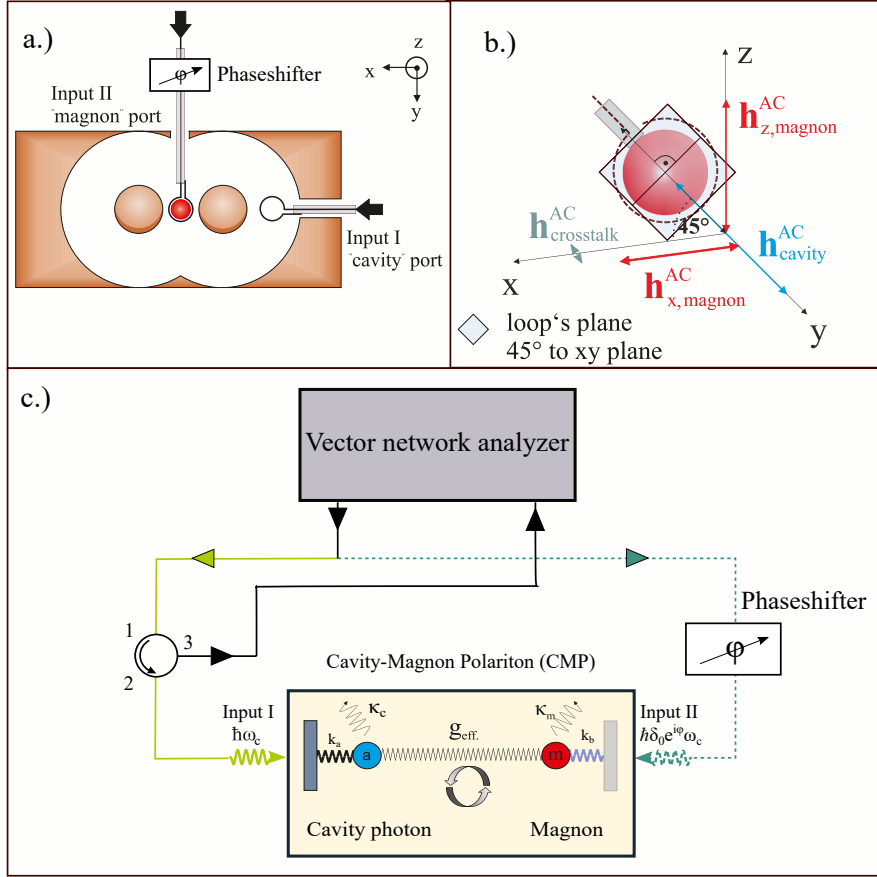 a.)
z
x
y
φ
Phaseshifter
Input II
"magnon" port
Input I
"cavity" port
b.)
z
h^AC_z,magnon
45°
h^AC_crosstalk
h^AC_cavity
x
h^AC_x,magnon
y
loop's plane
45° to xy plane
c.)
Vector network analyzer
Phaseshifter
φ
1
3
2
Cavity-Magnon Polariton (CMP)
Input I
ħω_c
κ_c
κ_m
g_eff.
k_a
k_b
a
m
Input II
ħδ_0e^iφω_c
Cavity photon
Magnon